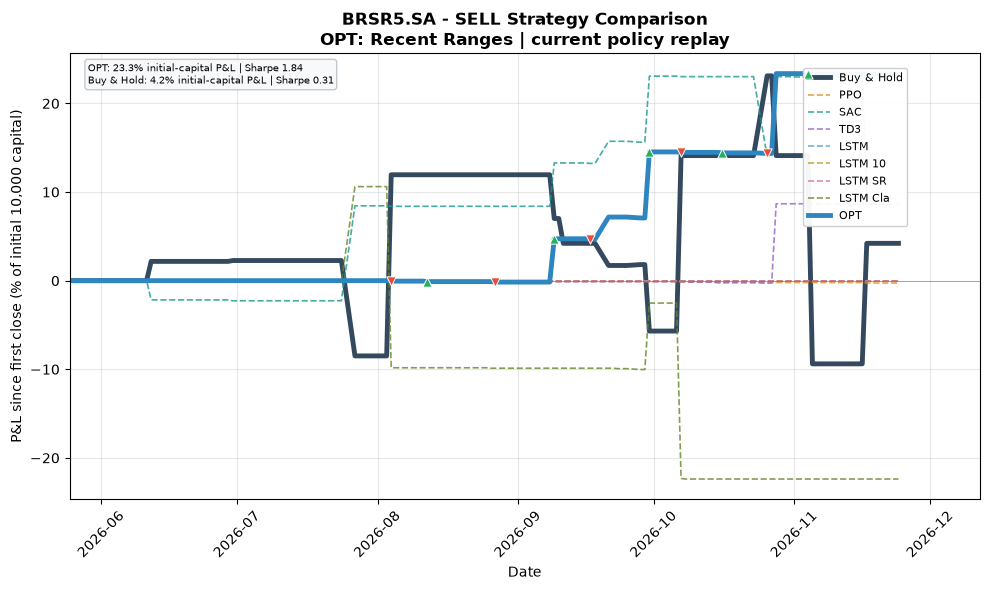 BRSR5.SA - SELL Strategy Comparison
OPT: Recent Ranges | current policy replay
OPT: 23.3% initial-capital P&L | Sharpe 1.84
Buy & Hold: 4.2% initial-capital P&L | Sharpe 0.31
Buy & Hold
PPO
SAC
TD3
LSTM
LSTM 10
LSTM SR
LSTM Cla
OPT
P&L since first close (% of initial 10,000 capital)
20
10
0
−10
−20
2026-06
2026-07
2026-08
2026-09
2026-10
2026-11
2026-12
Date